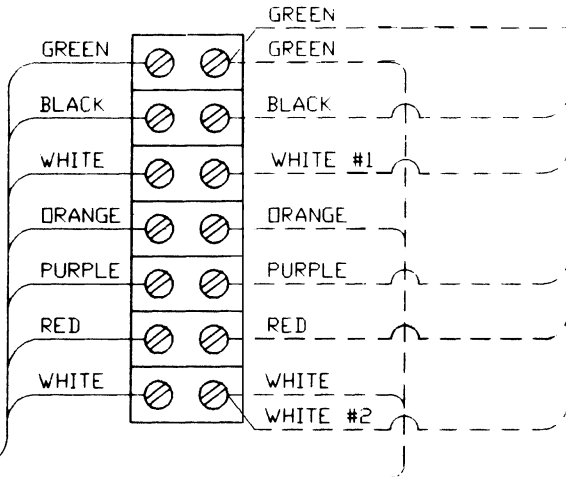 GREEN
GREEN GREEN
BLACK BLACK
WHITE WHITE #1
ORANGE ORANGE
PURPLE PURPLE
RED RED
WHITE WHITE
WHITE #2